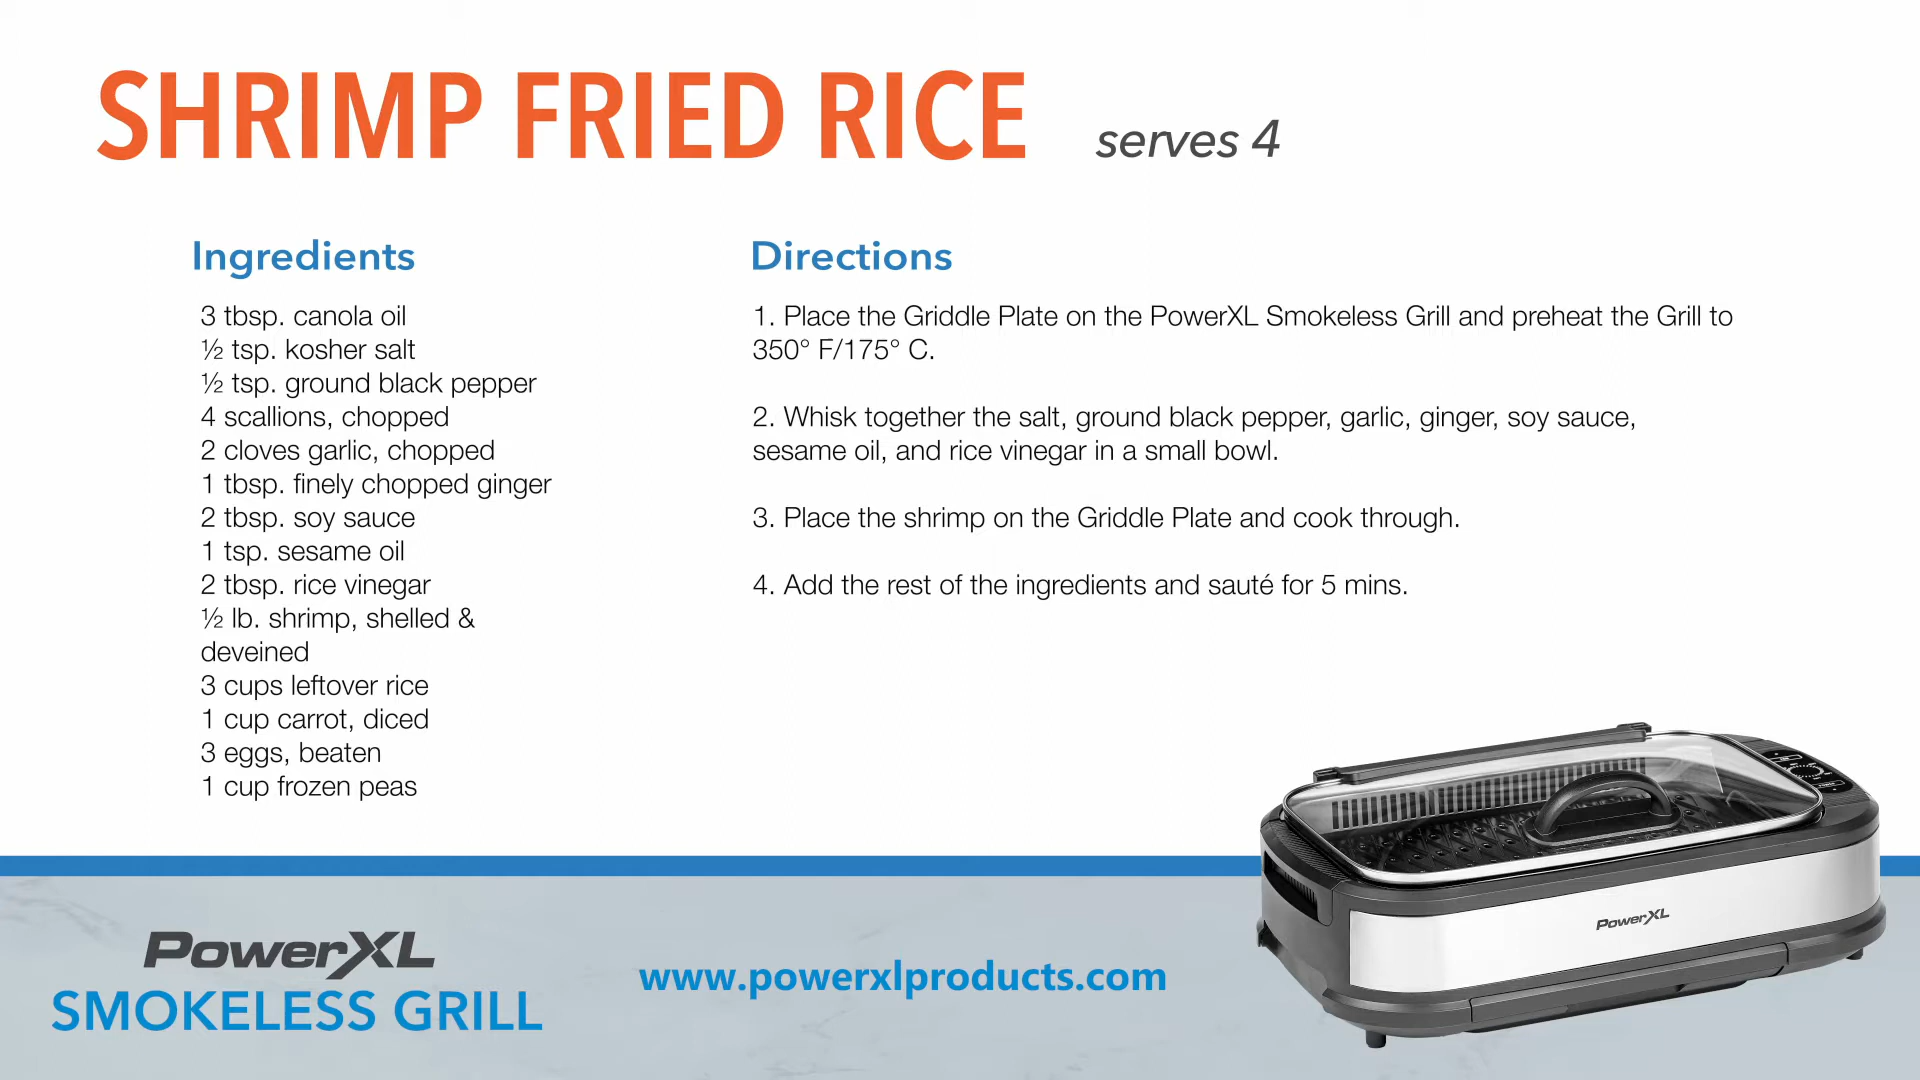 SHRIMP FRIED RICE serves 4
Ingredients
3 tbsp. canola oil
½ tsp. kosher salt
½ tsp. ground black pepper
4 scallions, chopped
2 cloves garlic, chopped
1 tbsp. finely chopped ginger
2 tbsp. soy sauce
1 tsp. sesame oil
2 tbsp. rice vinegar
½ lb. shrimp, shelled &
deveined
3 cups leftover rice
1 cup carrot, diced
3 eggs, beaten
1 cup frozen peas
Directions
1. Place the Griddle Plate on the PowerXL Smokeless Grill and preheat the Grill to
350° F/175° C.
2. Whisk together the salt, ground black pepper, garlic, ginger, soy sauce,
sesame oil, and rice vinegar in a small bowl.
3. Place the shrimp on the Griddle Plate and cook through.
4. Add the rest of the ingredients and sauté for 5 mins.
PowerXL
SMOKELESS GRILL
www.powerxlproducts.com
PowerXL